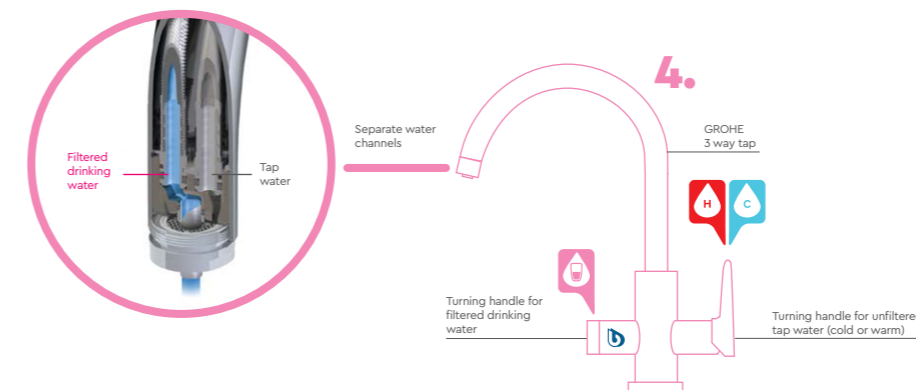 4.
Separate water
channels
GROHE
3 way tap
Filtered
drinking
water
Tap
water
H
C
Turning handle for
filtered drinking
water
Turning handle for unfiltere
tap water (cold or warm)